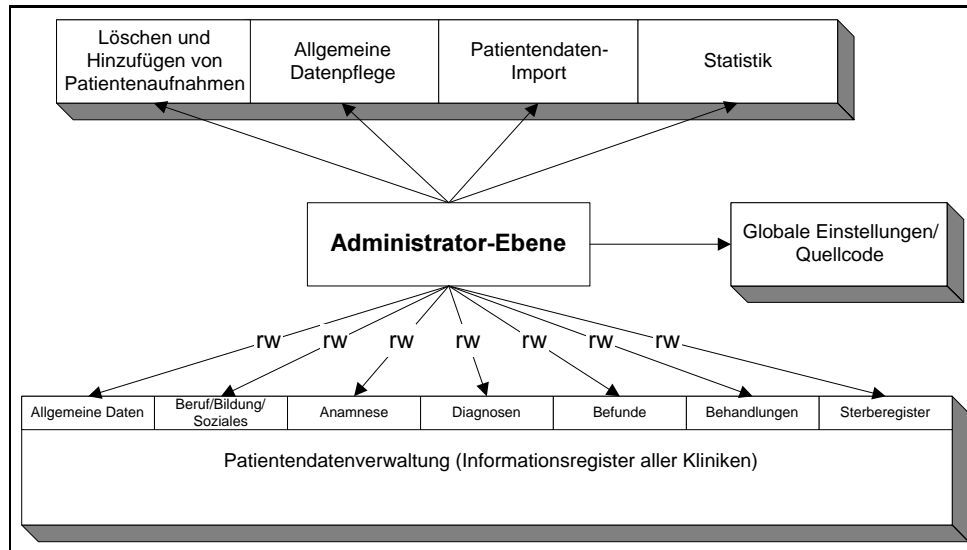 Löschen und
Hinzufügen von
Patientenaufnahmen
Allgemeine
Datenpflege
Patientendaten-
Import
Statistik
Administrator-Ebene
Globale Einstellungen/
Quellcode
rw
rw
rw
rw
rw
rw
rw
Allgemeine Daten
Beruf/Bildung/
Soziales
Anamnese
Diagnosen
Befunde
Behandlungen
Sterberegister
Patientendatenverwaltung (Informationsregister aller Kliniken)